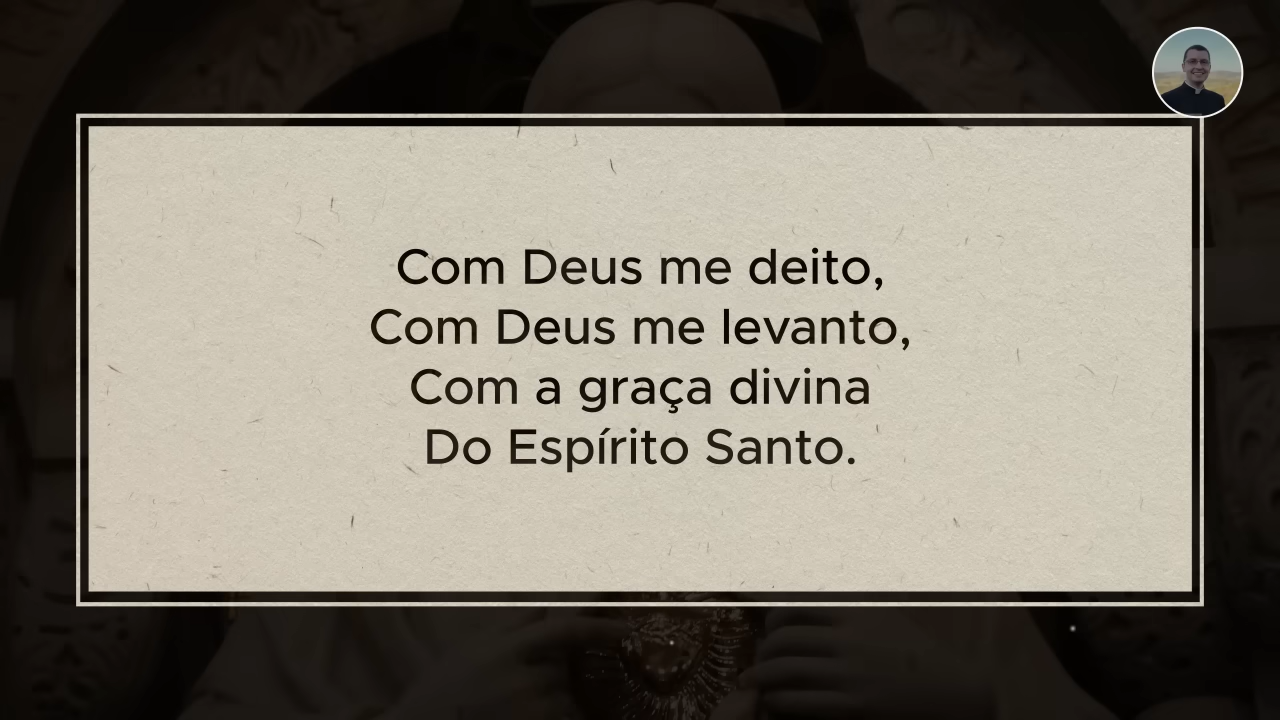 Com Deus me deito,
Com Deus me levanto,
Com a graça divina
Do Espírito Santo.